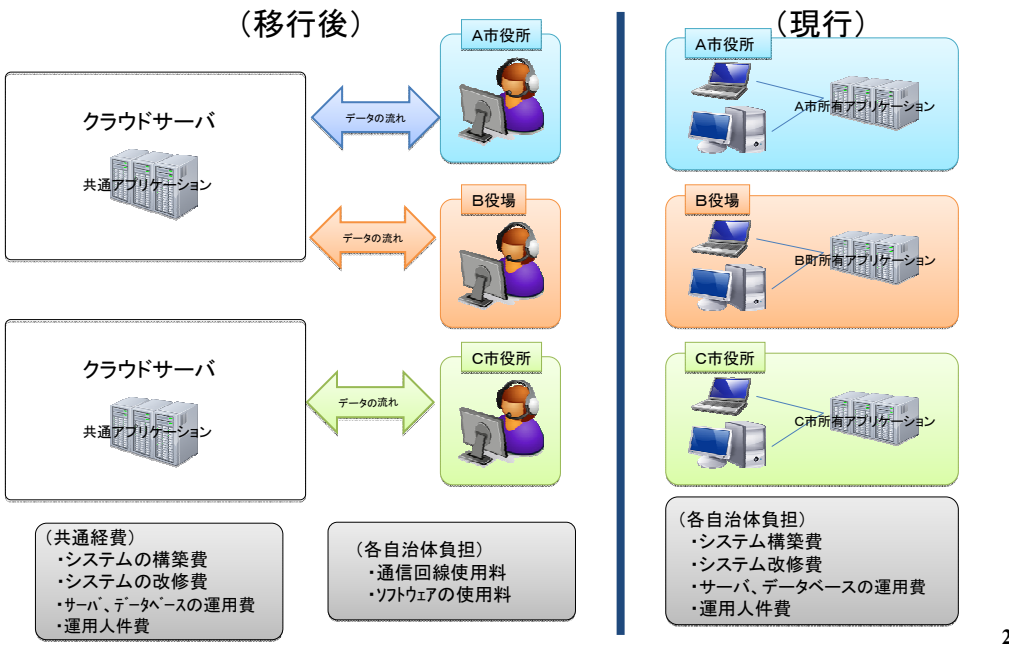 （移行後）
クラウドサーバ
共通アプリケーション
データの流れ
A市役所
データの流れ
B役場
クラウドサーバ
共通アプリケーション
データの流れ
C市役所
（共通経費）
・システムの構築費
・システムの改修費
・ｻｰﾊﾞ、ﾃﾞｰﾀﾍﾞｰｽの運用費
・運用人件費
（各自治体負担）
・通信回線使用料
・ｿﾌﾄｳｪｱの使用料
（現行）
A市役所
A市所有アプリケーション
B役場
B町所有アプリケーション
C市役所
C市所有アプリケーション
（各自治体負担）
・システム構築費
・システム改修費
・サーバ、データベースの運用費
・運用人件費
2